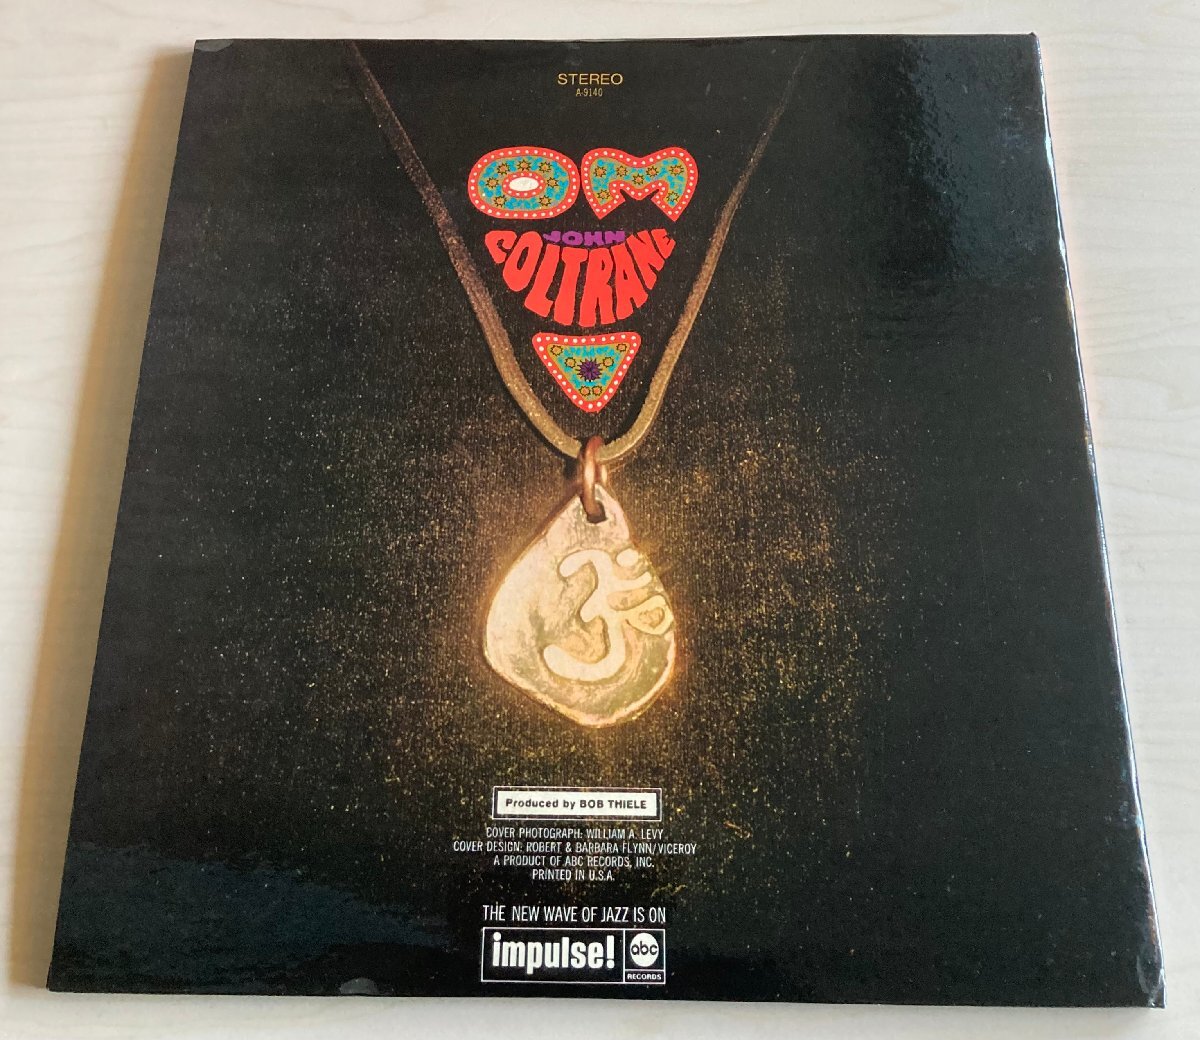 STEREO
A-9140
OM
JOHN
COLTRANE
ॐ
Produced by BOB THIELE
COVER PHOTOGRAPH: WILLIAM A. LEVY
COVER DESIGN: ROBERT & BARBARA FLYNN/VICEROY
A PRODUCT OF ABC RECORDS, INC.
PRINTED IN U.S.A.
THE NEW WAVE OF JAZZ IS ON
impulse!
abc
RECORDS